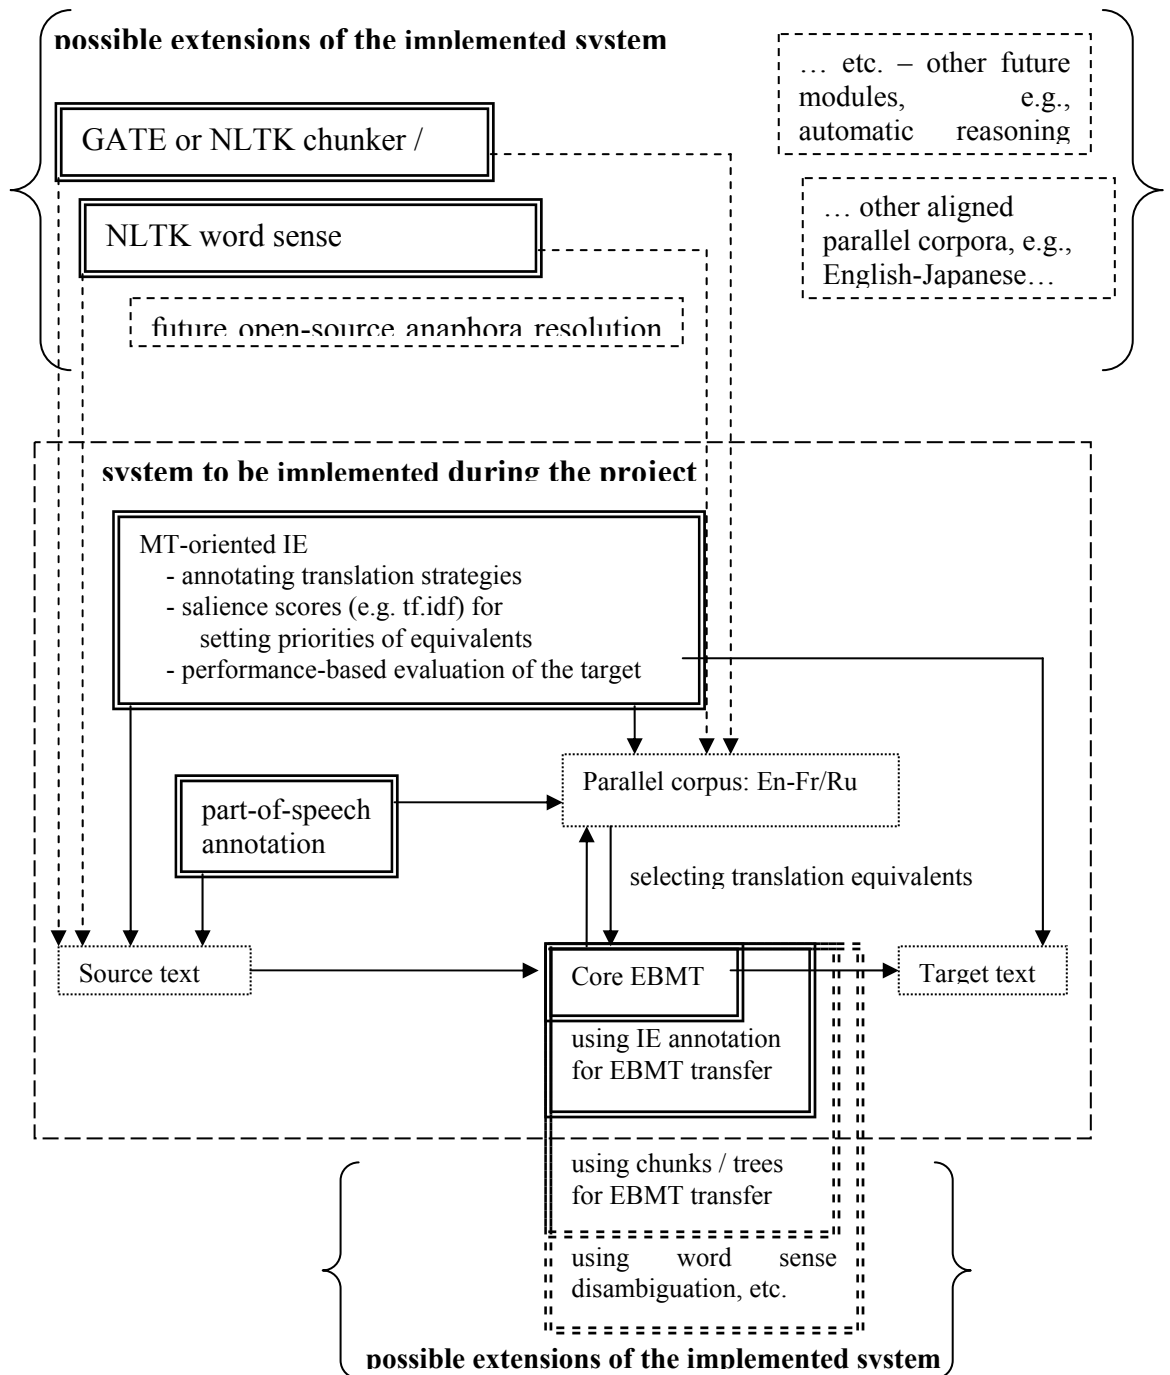 possible extensions of the implemented system
… etc. – other future
modules, e.g.,
automatic reasoning
GATE or NLTK chunker /
… other aligned
parallel corpora, e.g.,
English-Japanese…
NLTK word sense
future open-source anaphora resolution
system to be implemented during the project
MT-oriented IE
- annotating translation strategies
- salience scores (e.g. tf.idf) for
setting priorities of equivalents
- performance-based evaluation of the target
Parallel corpus: En-Fr/Ru
part-of-speech
annotation
selecting translation equivalents
Source text
Core EBMT
Target text
using IE annotation
for EBMT transfer
using chunks / trees
for EBMT transfer
using word sense
disambiguation, etc.
possible extensions of the implemented system